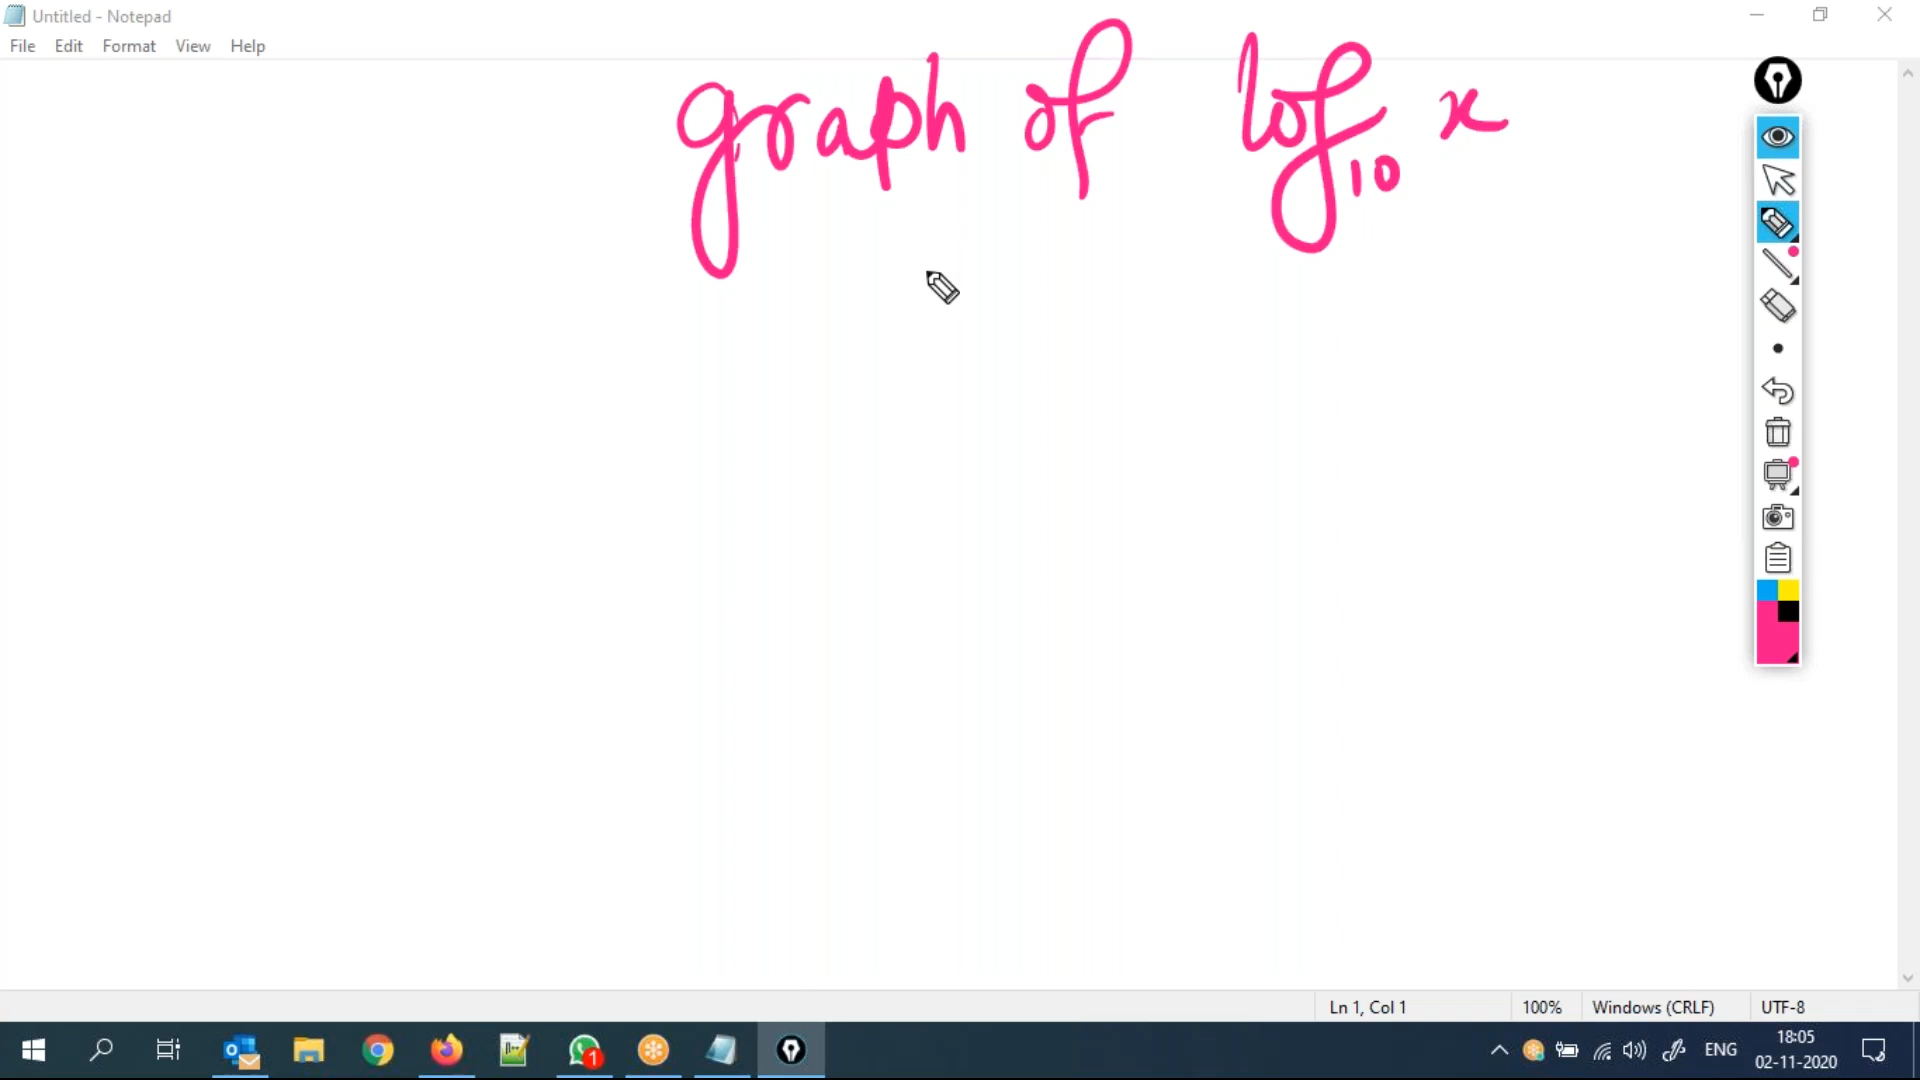 Untitled - Notepad
File Edit Format View Help
graph of log₁₀ x
Ln 1, Col 1 100% Windows (CRLF) UTF-8
1 ENG 18:05
02-11-2020